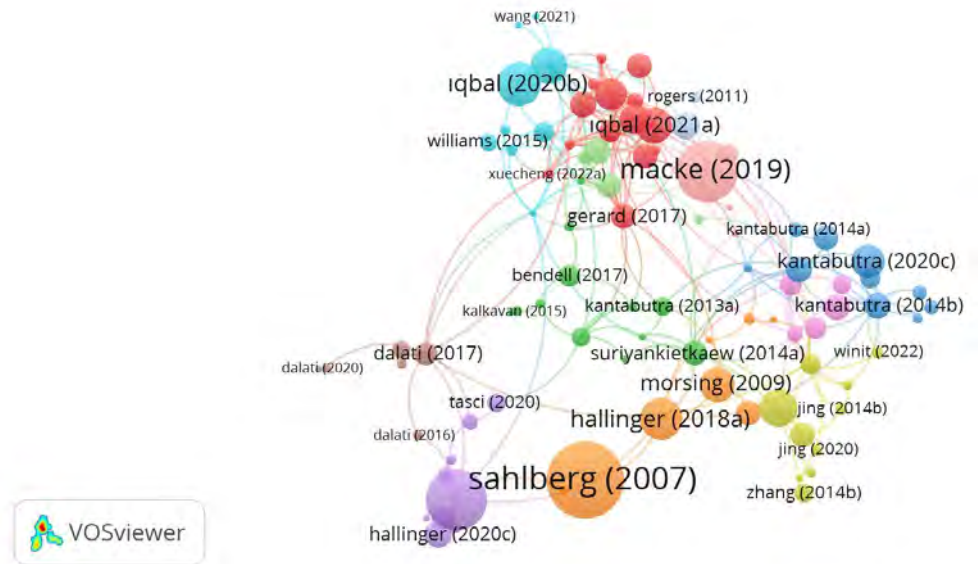 wang (2021)
ıqbal (2020b)
rogers (2011)
ıqbal (2021a)
williams (2015)
macke (2019)
xuecheng (2022a)
gerard (2017)
kantabutra (2014a)
kantabutra (2020c)
bendell (2017)
kalkavan (2015)
kantabutra (2013a)
kantabutra (2014b)
dalati (2017)
suriyankietkaew (2014a)
winit (2022)
dalati (2020)
morsing (2009)
tasci (2020)
jing (2014b)
hallinger (2018a)
dalati (2016)
jing (2020)
sahlberg (2007)
zhang (2014b)
hallinger (2020c)
VOSviewer